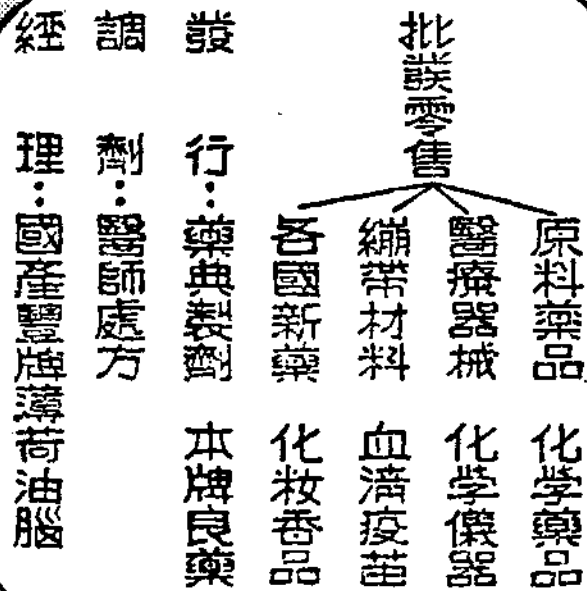 批發零售
原料藥品 化學藥品
醫療器械 化學儀器
繃帶材料 血清疫苗
各國新藥 化妝香品
發行：藥典製劑 本牌良藥
調劑：醫師處方
經理：國產豐牌薄荷油腦